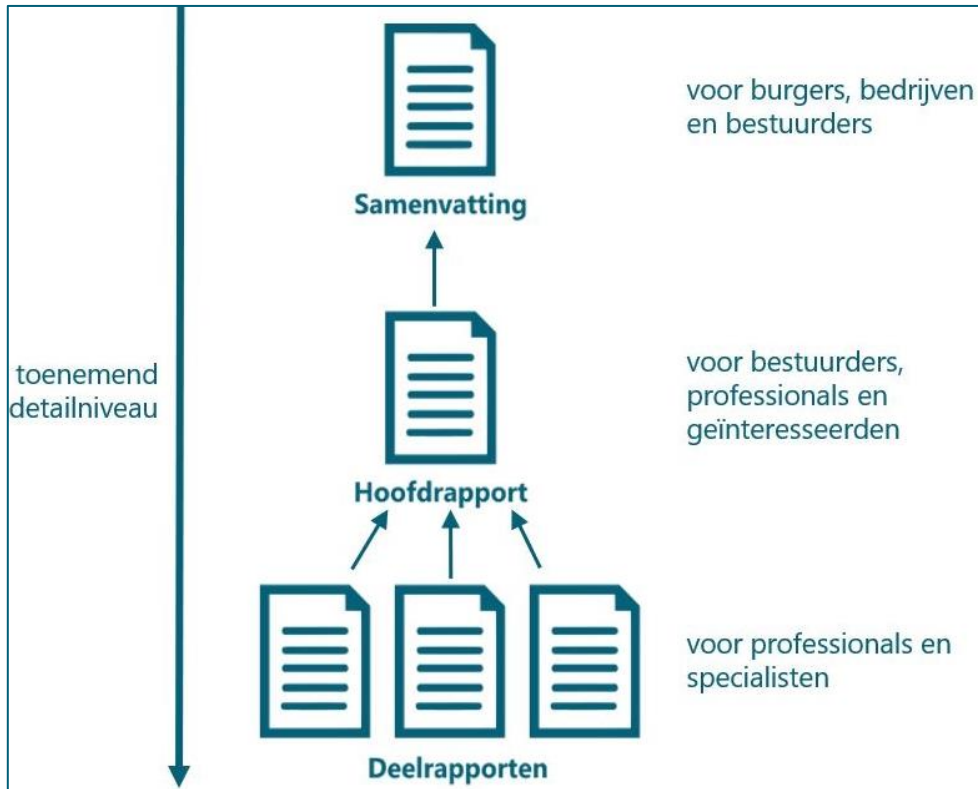 voor burgers, bedrijven
en bestuurders
Samenvatting
toenemend
detailniveau
voor bestuurders,
professionals en
geïnteresseerden
Hoofdrapport
voor professionals en
specialisten
Deelrapporten